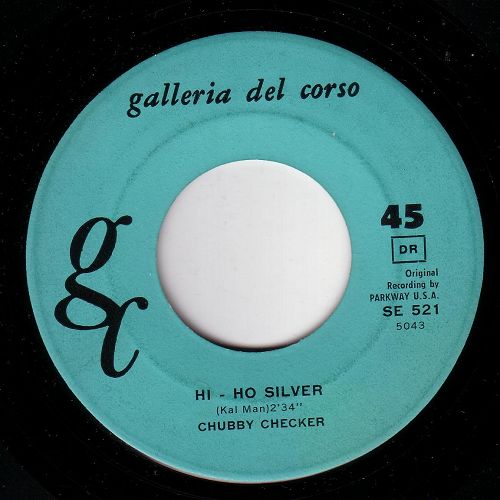 galleria del corso
gc
45
DR
Original
Recording by
PARKWAY U.S.A.
SE 521
5043
HI - HO SILVER
(Kal Man) 2'34"
CHUBBY CHECKER